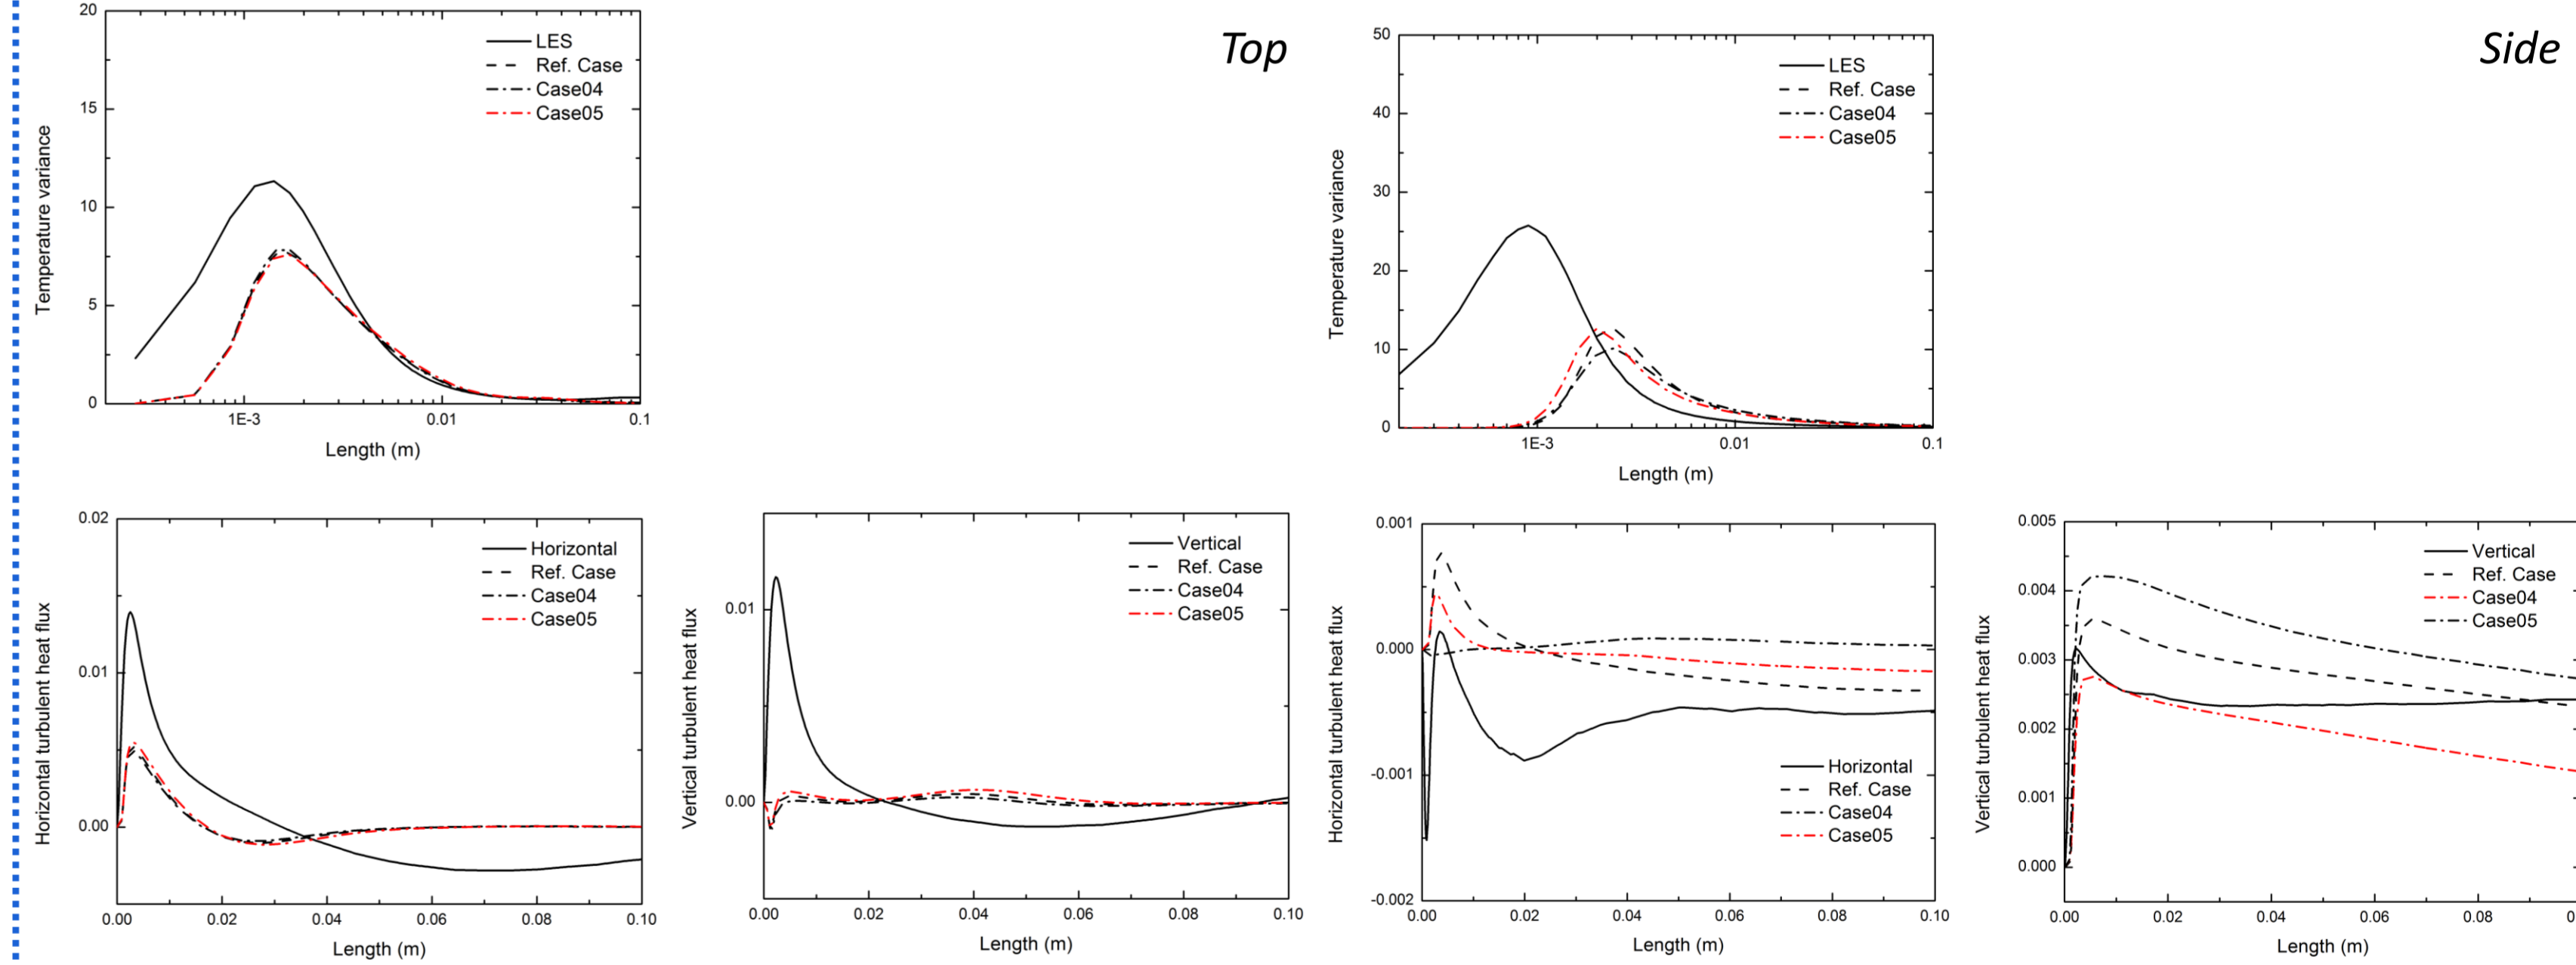 Top
20
15
10
5
0
Temperature variance
LES
Ref. Case
Case04
Case05
1E-3
0.01
0.1
Length (m)
Side
50
40
30
20
10
0
Temperature variance
LES
Ref. Case
Case04
Case05
1E-3
0.01
0.1
Length (m)
0.02
0.01
0.00
Horizontal turbulent heat flux
Horizontal
Ref. Case
Case04
Case05
0.00
0.02
0.04
0.06
0.08
0.10
Length (m)
0.01
0.00
Vertical turbulent heat flux
Vertical
Ref. Case
Case04
Case05
0.00
0.02
0.04
0.06
0.08
0.10
Length (m)
0.001
0.000
-0.001
-0.002
Horizontal turbulent heat flux
Horizontal
Ref. Case
Case04
Case05
0.00
0.02
0.04
0.06
0.08
0.10
Length (m)
0.005
0.004
0.003
0.002
0.001
0.000
Vertical turbulent heat flux
Vertical
Ref. Case
Case04
Case05
0.00
0.02
0.04
0.06
0.08
Length (m)